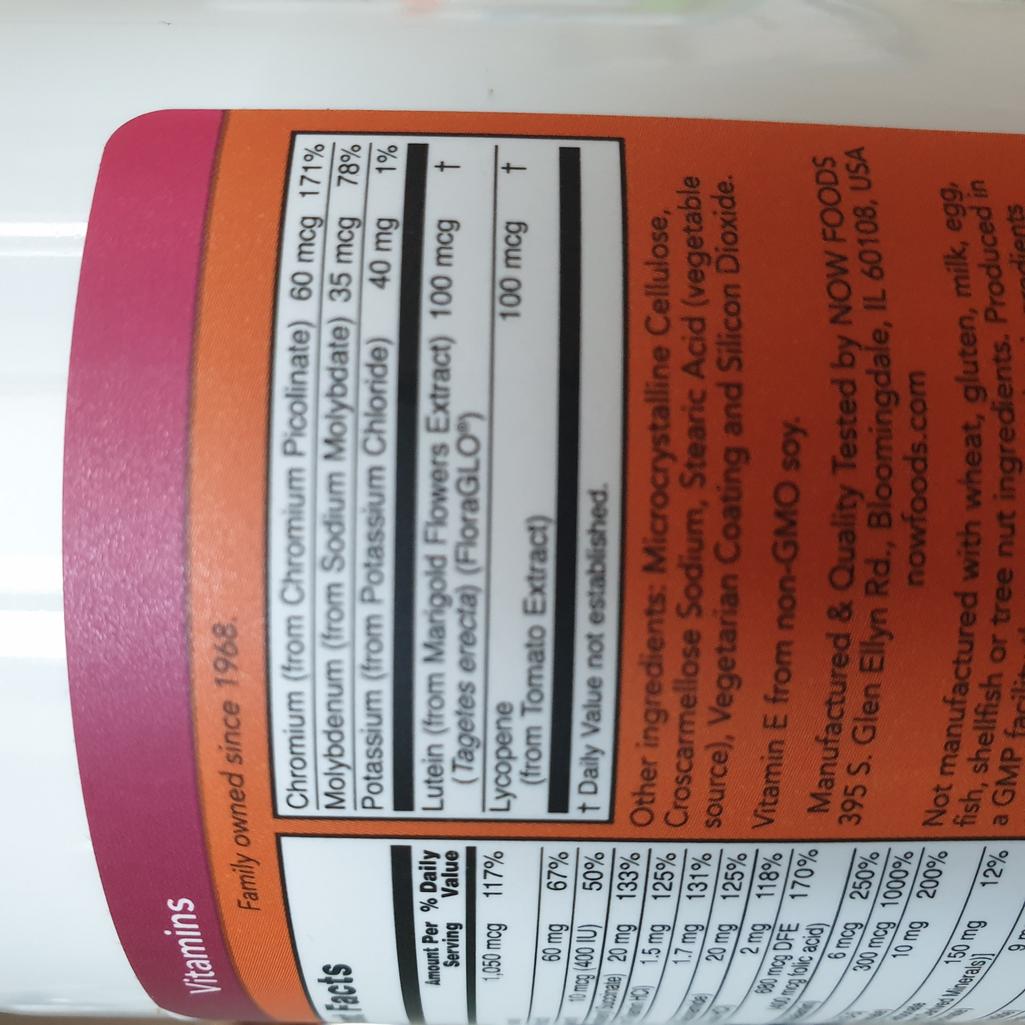 Vitamins
Family owned since 1968.
Facts
Amount Per
Serving
% Daily
Value
1,050 mcg 117%
60 mg 67%
10 mcg (400 IU) 50%
20 mg 133%
1.5 mg 125%
1.7 mg 131%
20 mg 125%
2 mg 118%
680 mcg DFE 170%
400 mcg folic acid)
6 mcg 250%
300 mcg 1000%
10 mg 200%
150 mg 12%
Minerals)]
Chromium (from Chromium Picolinate) 60 mcg 171%
Molybdenum (from Sodium Molybdate) 35 mcg 78%
Potassium (from Potassium Chloride) 40 mg 1%
Lutein (from Marigold Flowers Extract) 100 mcg †
(Tagetes erecta) (FloraGLO®)
Lycopene 100 mcg †
(from Tomato Extract)
† Daily Value not established.
Other ingredients: Microcrystalline Cellulose,
Croscarmellose Sodium, Stearic Acid (vegetable
source), Vegetarian Coating and Silicon Dioxide.
Vitamin E from non-GMO soy.
Manufactured & Quality Tested by NOW FOODS
395 S. Glen Ellyn Rd., Bloomingdale, IL 60108, USA
nowfoods.com
Not manufactured with wheat, gluten, milk, egg,
fish, shellfish or tree nut ingredients. Produced in
a GMP